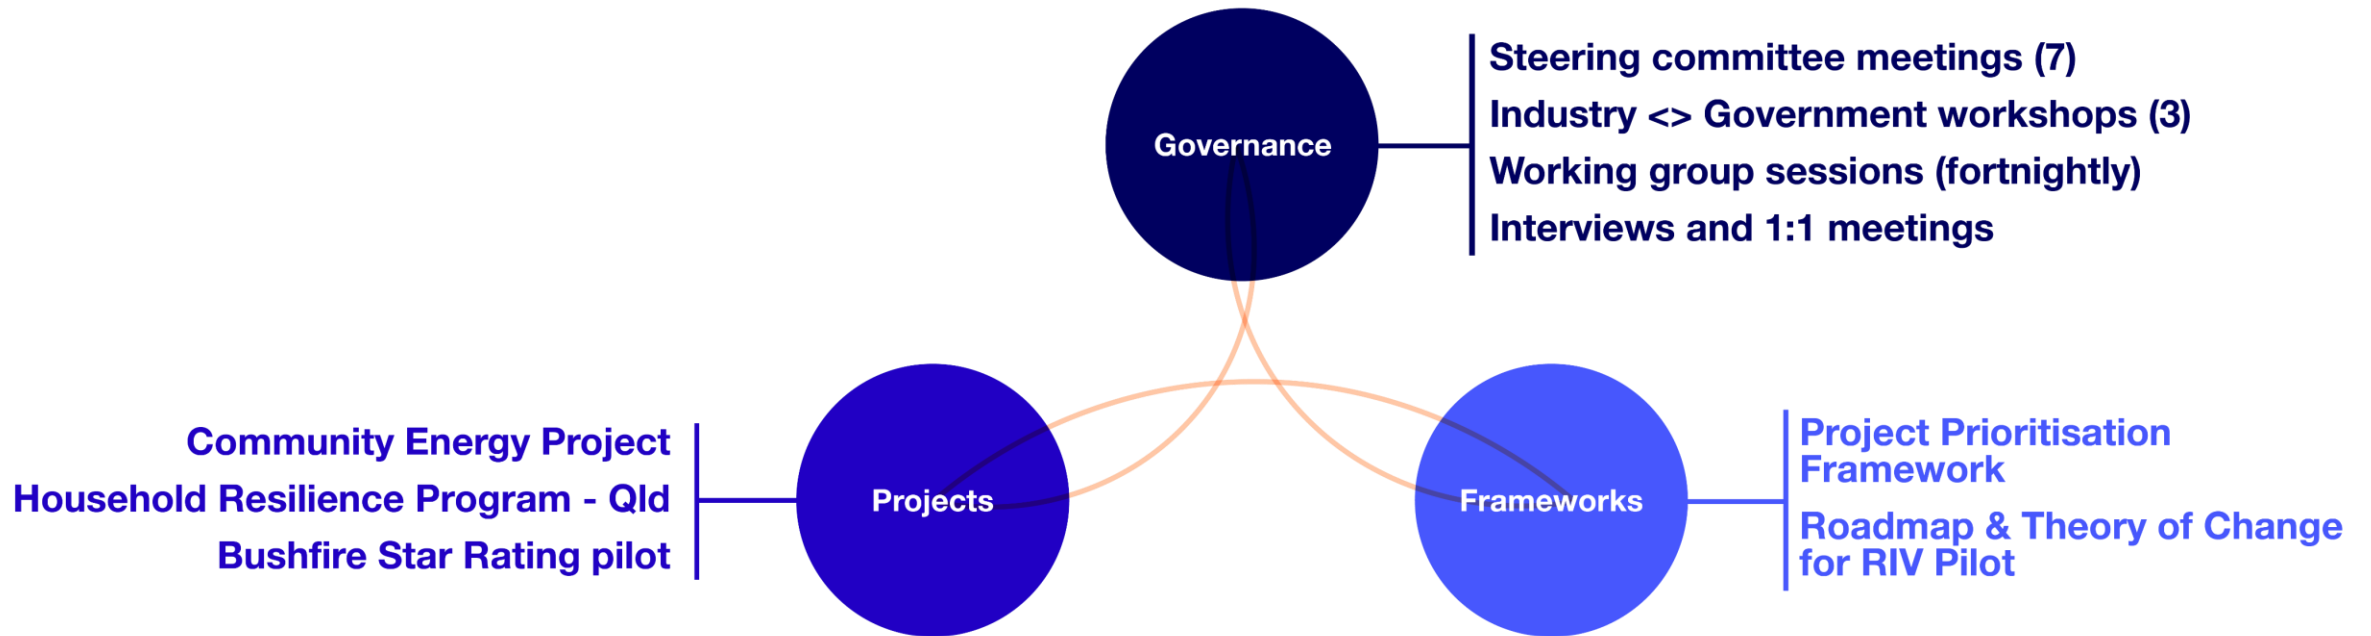 Governance
Steering committee meetings (7)
Industry <> Government workshops (3)
Working group sessions (fortnightly)
Interviews and 1:1 meetings
Community Energy Project
Household Resilience Program - Qld
Bushfire Star Rating pilot
Projects
Frameworks
Project Prioritisation
Framework
Roadmap & Theory of Change
for RIV Pilot